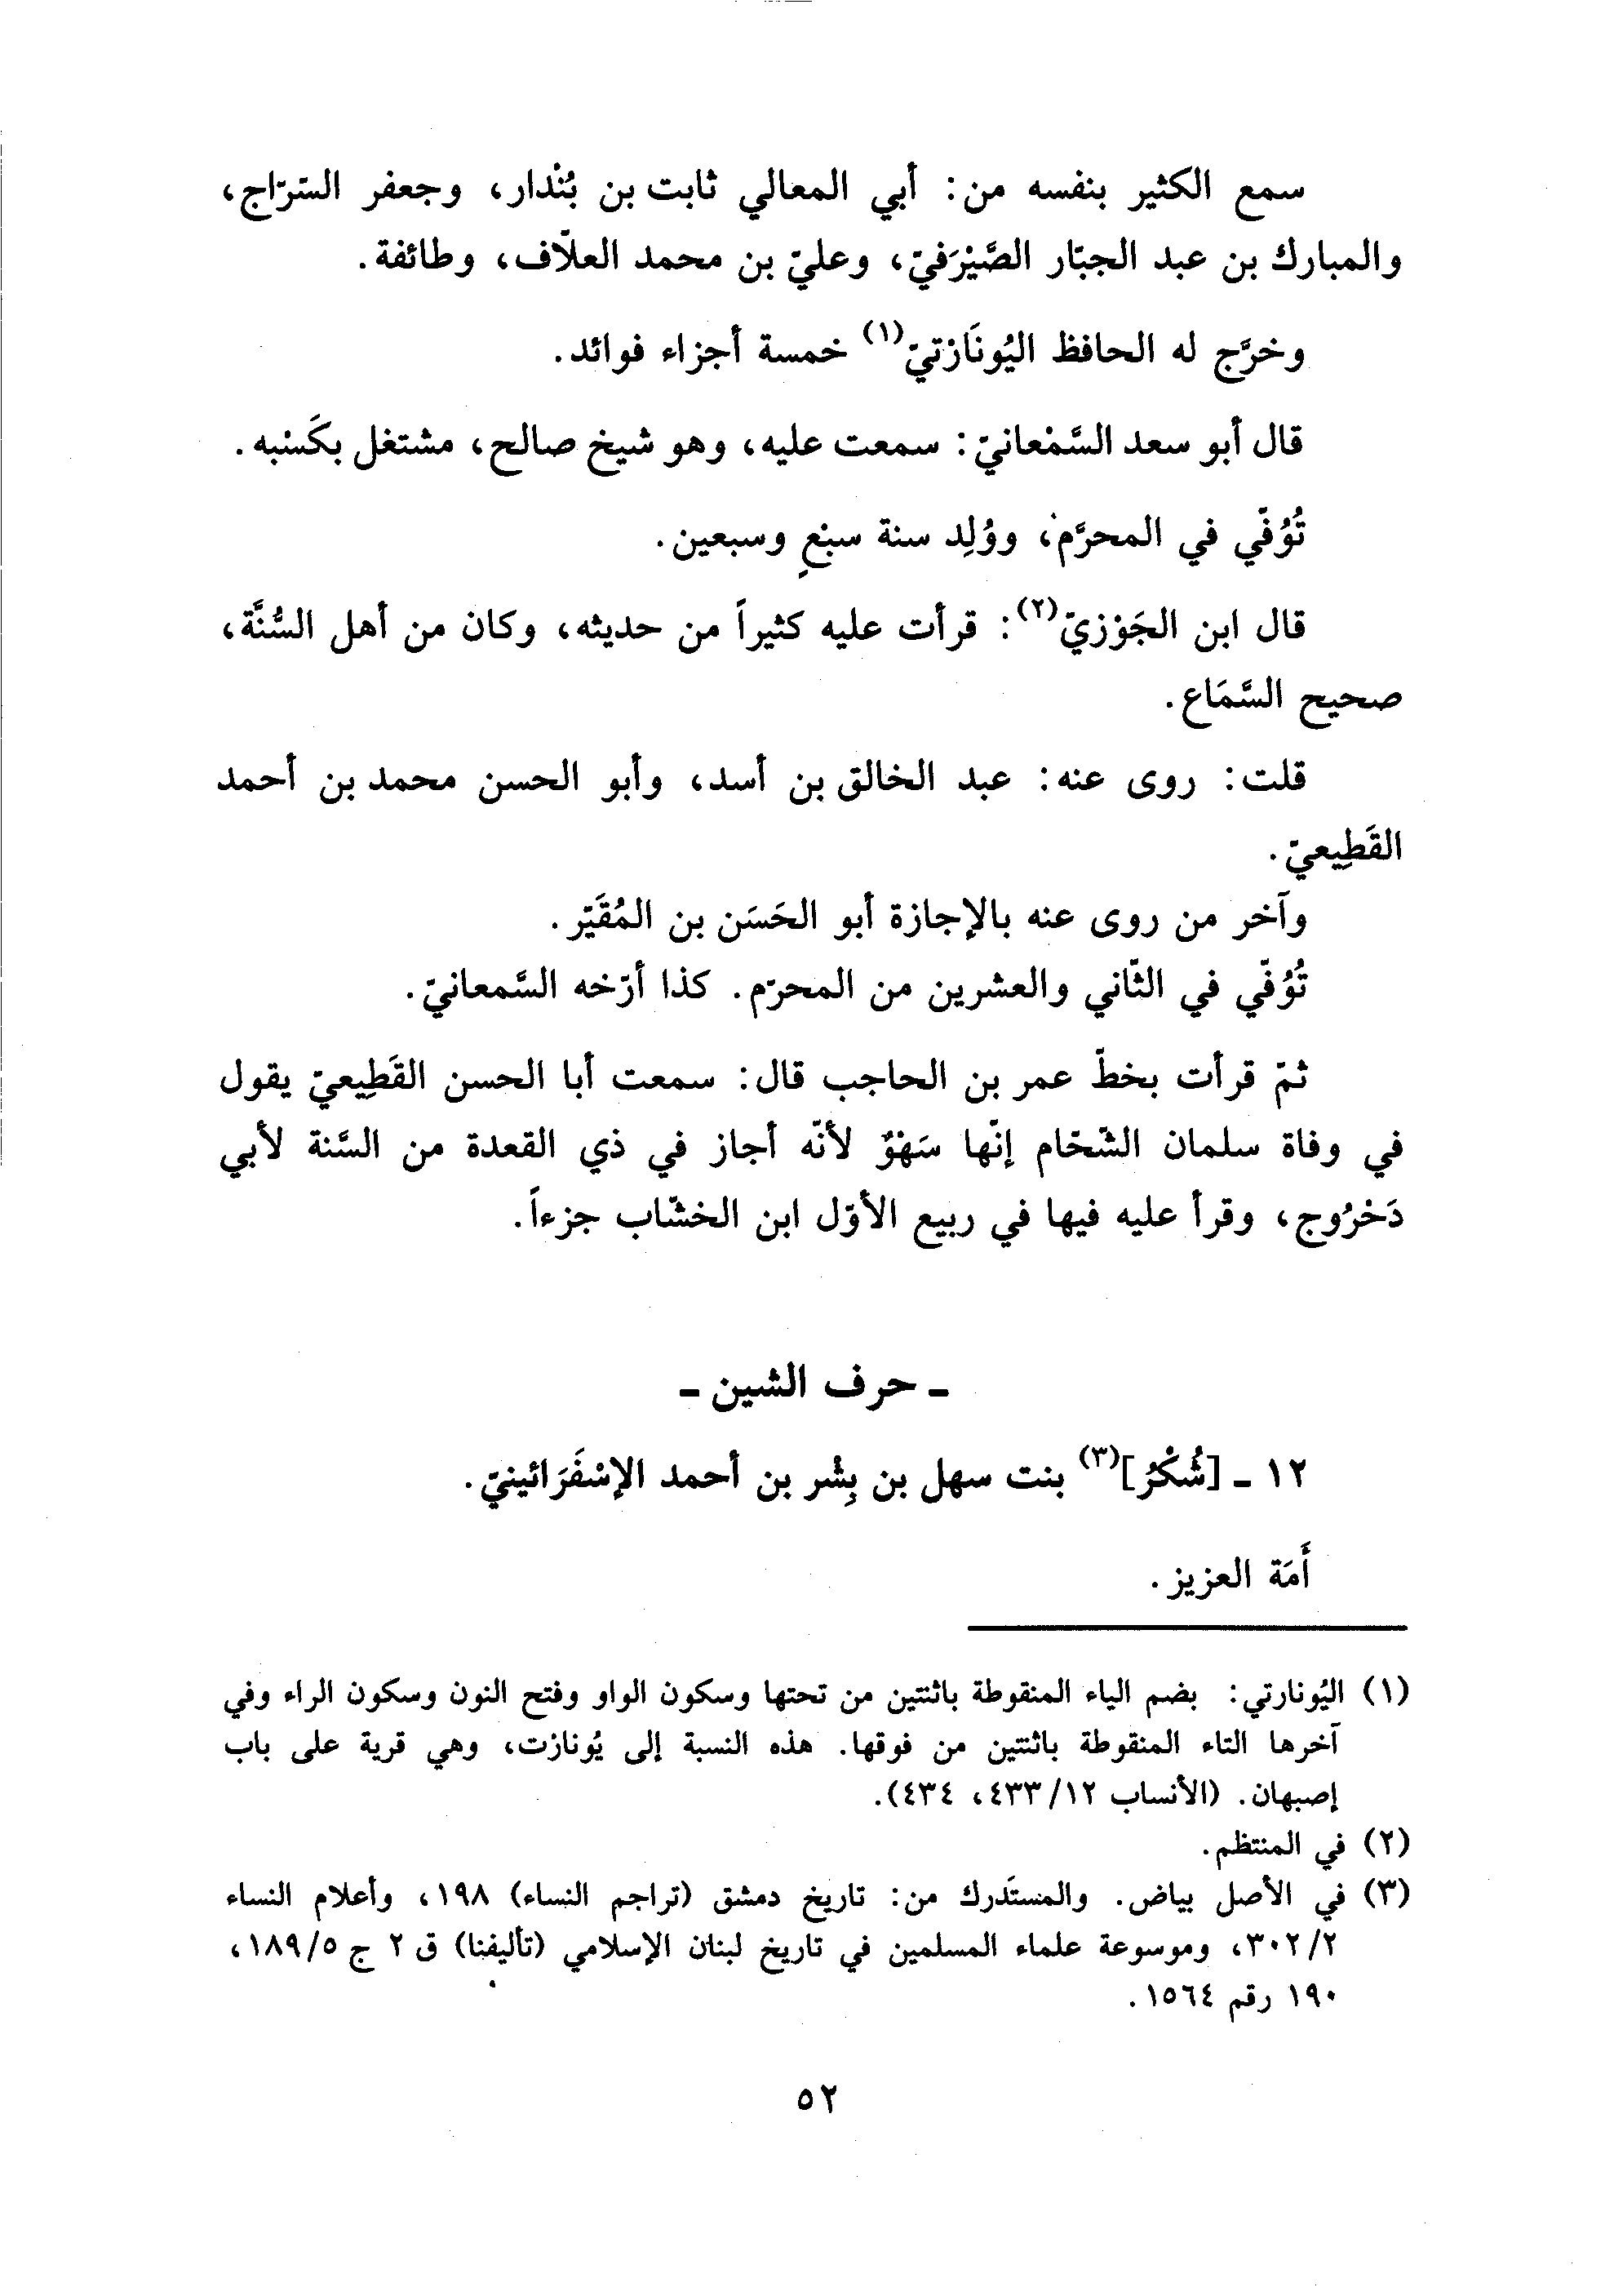 سمع الكثير بنفسه من: أبي المعالي ثابت بن بُنْدار، وجعفر السّرّاج،
والمبارك بن عبد الجبّار الصَّيْرَفيّ، وعليّ بن محمد العلّاف، وطائفة.
وخرَّج له الحافظ اليُونَارْتيّ(١) خمسة أجزاء فوائد.
قال أبو سعد السَّمْعانيّ: سمعت عليه، وهو شيخ صالح، مشتغل بكَسْبه.
تُوُفّي في المحرَّم، ووُلِد سنة سبْعٍ وسبعين.
قال ابن الجَوْزيّ(٢): قرأت عليه كثيراً من حديثه، وكان من أهل السُّنَّة،
صحيح السَّمَاع.
قلت: روى عنه: عبد الخالق بن أسد، وأبو الحسن محمد بن أحمد
القَطِيعيّ.
وآخر من روى عنه بالإجازة أبو الحَسَن بن المُقَيّر.
تُوُفّي في الثّاني والعشرين من المحرّم. كذا أرّخه السَّمعانيّ.
ثمّ قرأت بخطّ عمر بن الحاجب قال: سمعت أبا الحسن القَطِيعيّ يقول
في وفاة سلمان الشّحّام إنّها سَهْوٌ لأنّه أجاز في ذي القعدة من السَّنة لأبي
دَخرُوج، وقرأ عليه فيها في ربيع الأوّل ابن الخشّاب جزءاً.
ـ حرف الشين ـ
١٢ ـ [شُكْرُ](٣) بنت سهل بن بِشْر بن أحمد الإسْفَرَائينيّ.
أَمَة العزيز.
(١) اليُونارتي: بضم الياء المنقوطة باثنتين من تحتها وسكون الواو وفتح النون وسكون الراء وفي
آخرها التاء المنقوطة باثنتين من فوقها. هذه النسبة إلى يُونازت، وهي قرية على باب
إصبهان. (الأنساب ١٢/ ٤٣٣، ٤٣٤).
(٢) في المنتظم.
(٣) في الأصل بياض. والمستَدرك من: تاريخ دمشق (تراجم النساء) ١٩٨، وأعلام النساء
٢/ ٣٠٢، وموسوعة علماء المسلمين في تاريخ لبنان الإسلامي (تأليفنا) ق ٢ ج ٥/ ١٨٩،
١٩٠ رقم ١٥٦٤.
٥٢